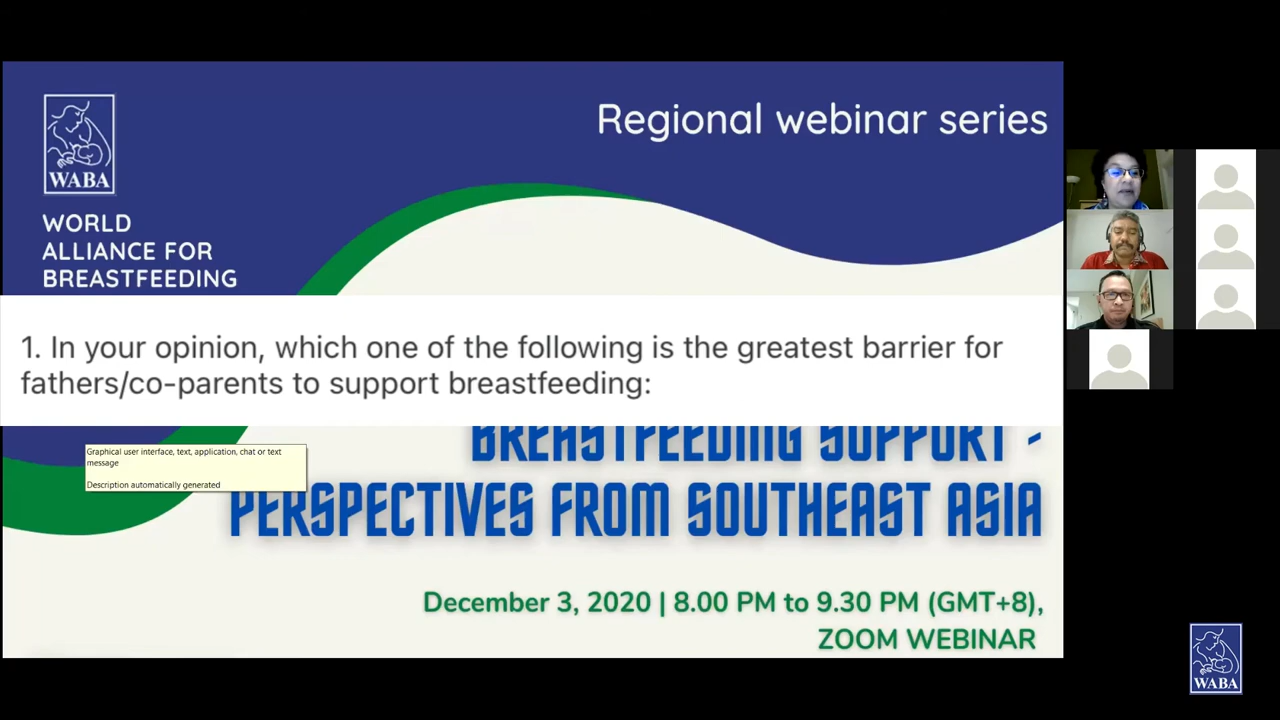 Regional webinar series
WABA
WORLD
ALLIANCE FOR
BREASTFEEDING
1. In your opinion, which one of the following is the greatest barrier for
fathers/co-parents to support breastfeeding:
BREASTFEEDING SUPPORT -
Graphical user interface, text, application, chat or text
message
Description automatically generated
PERSPECTIVES FROM SOUTHEAST ASIA
December 3, 2020 | 8.00 PM to 9.30 PM (GMT+8),
ZOOM WEBINAR
WABA